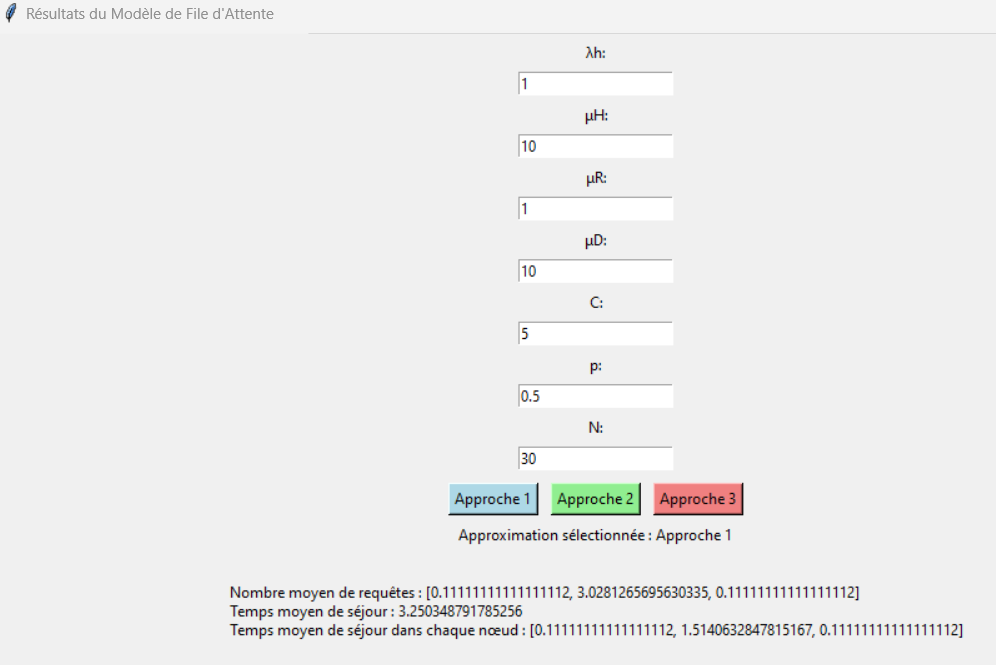 Résultats du Modèle de File d'Attente
λh:
1
μH:
10
μR:
1
μD:
10
C:
5
p:
0.5
N:
30
Approche 1 Approche 2 Approche 3
Approximation sélectionnée : Approche 1
Nombre moyen de requêtes : [0.11111111111111112, 3.0281265695630335, 0.11111111111111112]
Temps moyen de séjour : 3.250348791785256
Temps moyen de séjour dans chaque nœud : [0.11111111111111112, 1.5140632847815167, 0.11111111111111112]